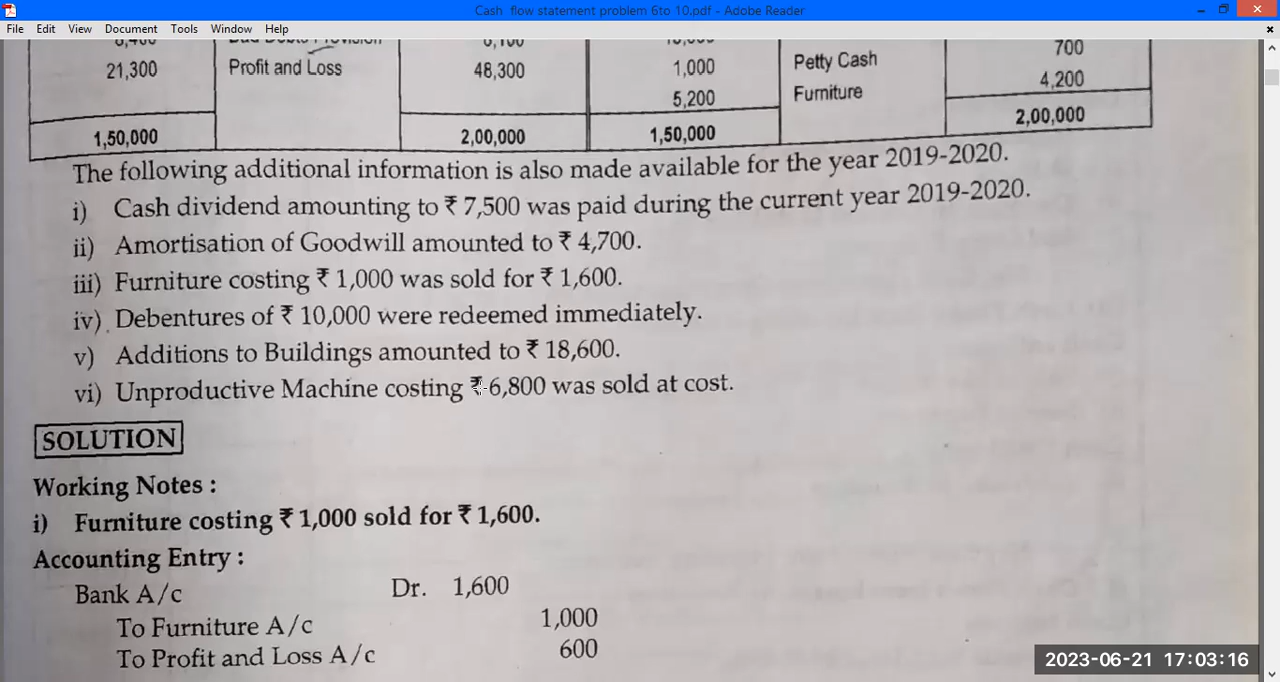 Cash flow statement problem 6to 10.pdf - Adobe Reader
File Edit View Document Tools Window Help
700
21,300 Profit and Loss 48,300 1,000 Petty Cash 4,200
5,200 Furniture
1,50,000 2,00,000 1,50,000 2,00,000
The following additional information is also made available for the year 2019-2020.
i) Cash dividend amounting to ₹ 7,500 was paid during the current year 2019-2020.
ii) Amortisation of Goodwill amounted to ₹ 4,700.
iii) Furniture costing ₹ 1,000 was sold for ₹ 1,600.
iv) Debentures of ₹ 10,000 were redeemed immediately.
v) Additions to Buildings amounted to ₹ 18,600.
vi) Unproductive Machine costing ₹ 6,800 was sold at cost.
SOLUTION
Working Notes :
i) Furniture costing ₹ 1,000 sold for ₹ 1,600.
Accounting Entry :
Bank A/c Dr. 1,600
To Furniture A/c 1,000
To Profit and Loss A/c 600
2023-06-21 17:03:16